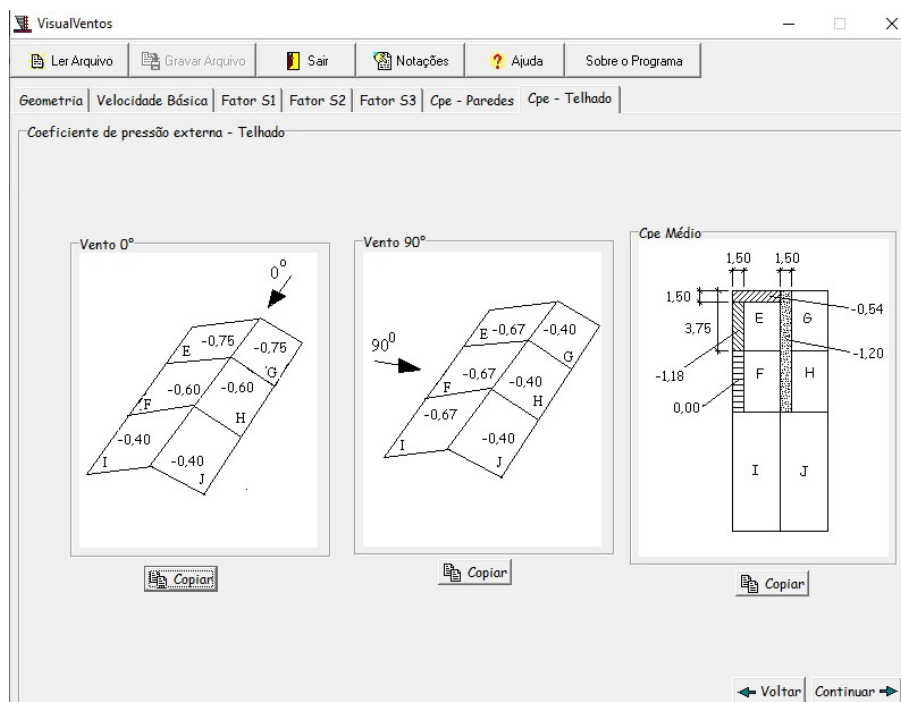 VisualVentos
Ler Arquivo Gravar Arquivo Sair Notações Ajuda Sobre o Programa
Geometria Velocidade Básica Fator S1 Fator S2 Fator S3 Cpe - Paredes Cpe - Telhado
Coeficiente de pressão externa - Telhado
Vento 0°
0°
E -0,75 -0,75 G
F -0,60 -0,60 H
I -0,40 -0,40 J
Copiar
Vento 90°
90°
E -0,67 -0,40 G
F -0,67 -0,40 H
I -0,67 -0,40 J
Copiar
Cpe Médio
1,50 1,50
1,50
3,75
E G
-0,54
-1,20
-1,18
F H
0,00
I J
Copiar
Voltar Continuar